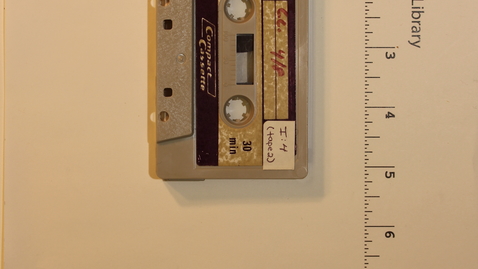 Library
3
4
5
6
Compact
Cassette
30
min
I:4
(tape 2)